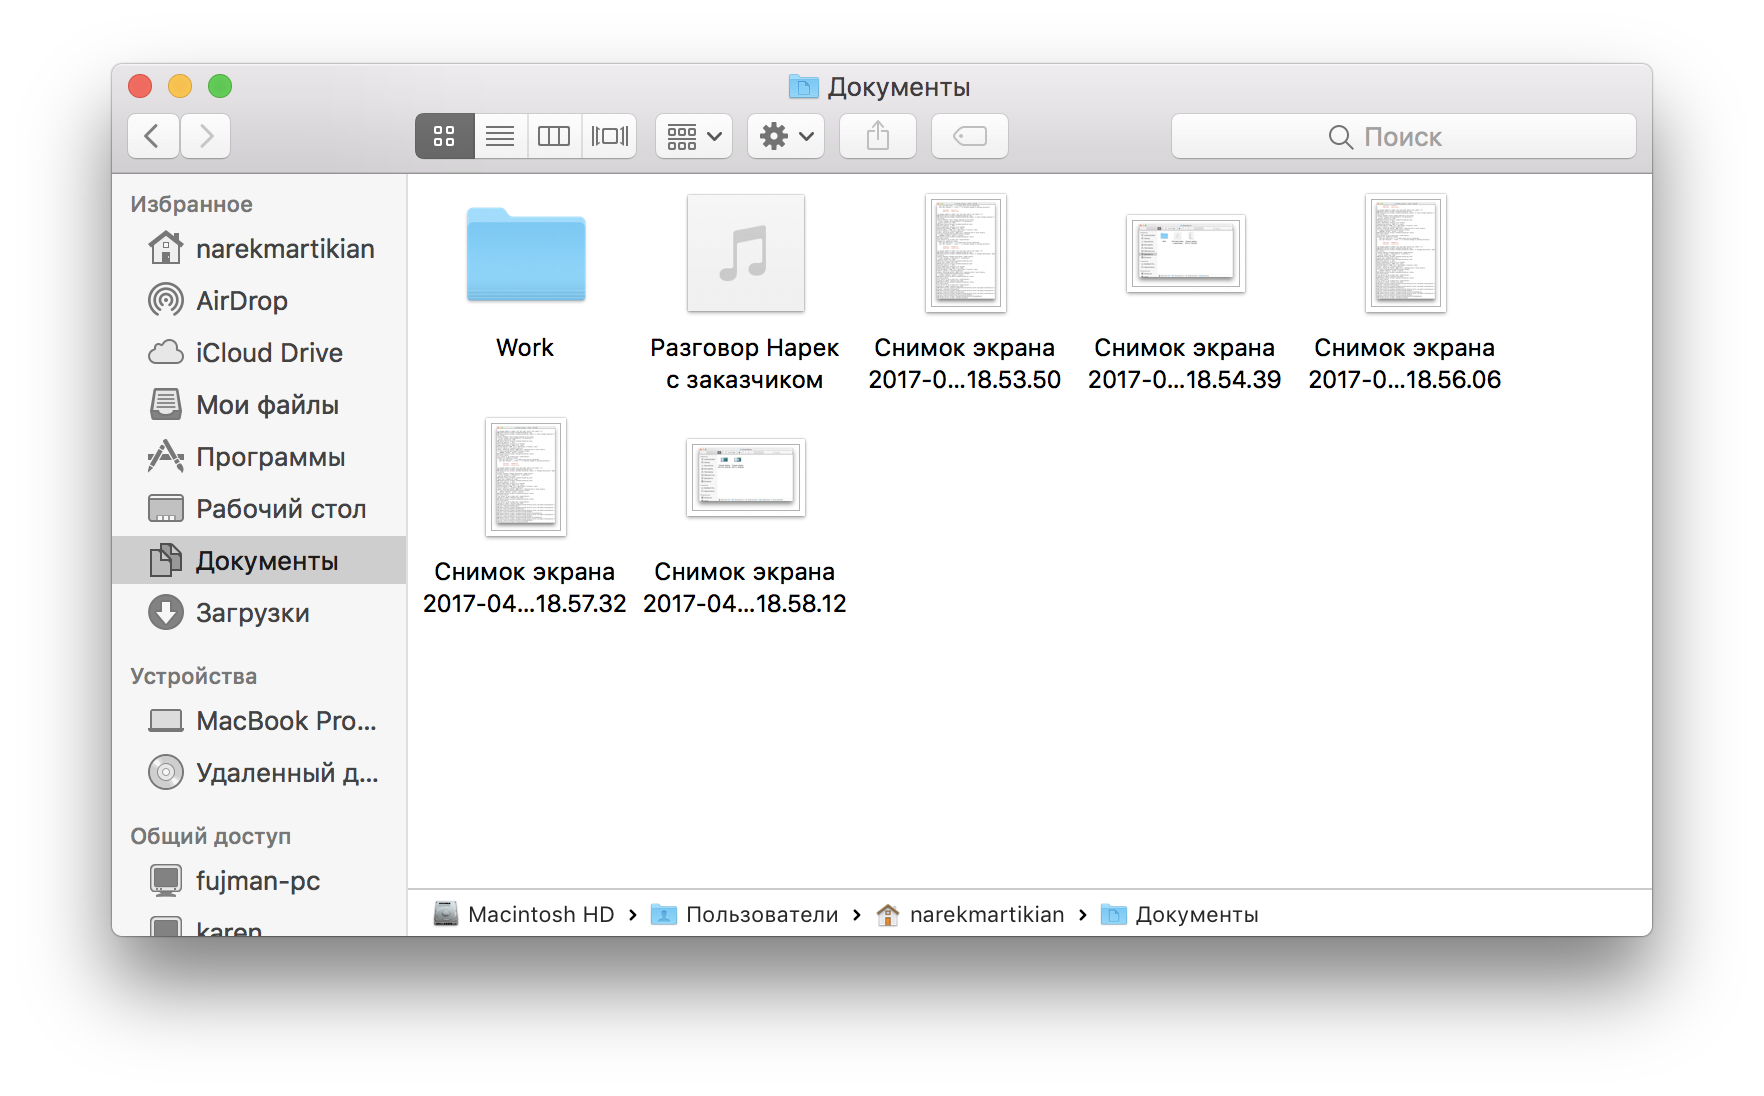 Документы
Поиск
Избранное
narekmartikian
AirDrop
iCloud Drive
Мои файлы
Программы
Рабочий стол
Документы
Загрузки
Устройства
MacBook Pro...
Удаленный д...
Общий доступ
fujman-pc
karen
Work
Разговор Нарек
с заказчиком
Снимок экрана
2017-0...18.53.50
Снимок экрана
2017-0...18.54.39
Снимок экрана
2017-0...18.56.06
Снимок экрана
2017-04...18.57.32
Снимок экрана
2017-04...18.58.12
Macintosh HD › Пользователи › narekmartikian › Документы